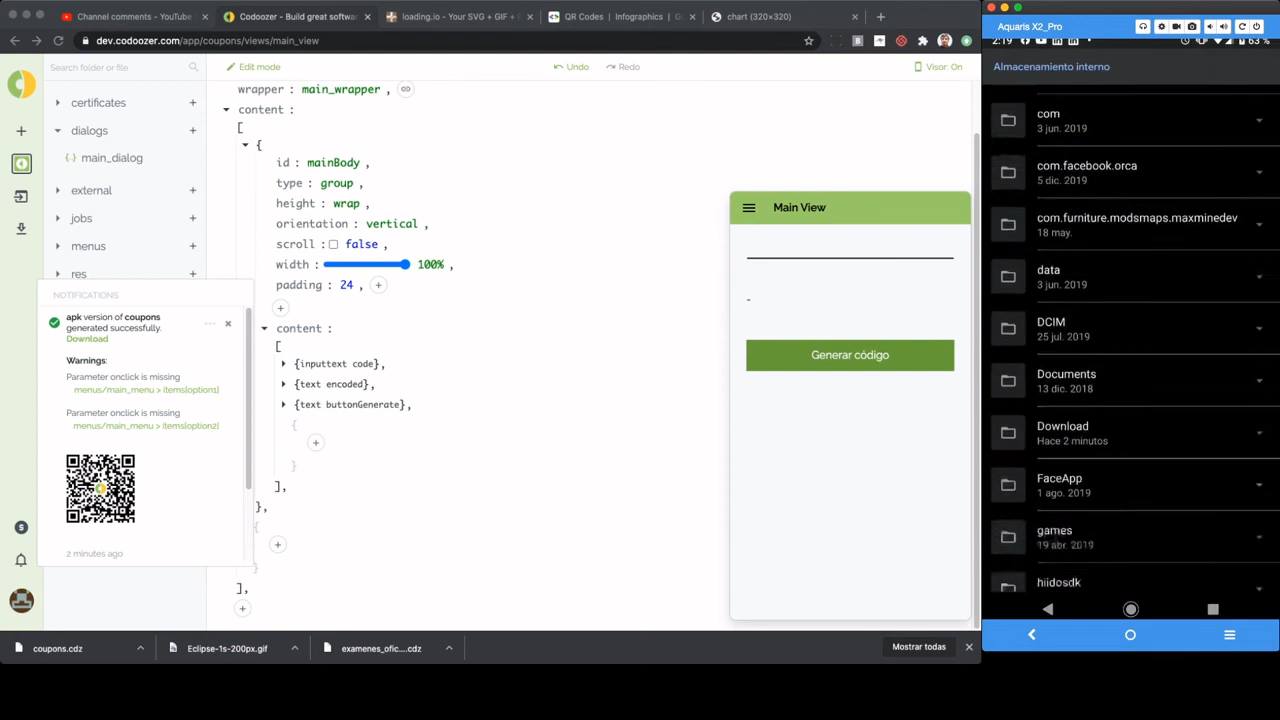 Channel comments - YouTube
Codoozer - Build great softwa
loading.io - Your SVG + GIF +
QR Codes | Infographics | G
chart (320×320)
dev.codoozer.com/app/coupons/views/main_view
Search folder or file
Edit mode
Undo
Redo
Visor: On
certificates
dialogs
main_dialog
external
jobs
menus
res
wrapper : main_wrapper ,
content :
[
{
id : mainBody ,
type : group ,
height : wrap ,
orientation : vertical ,
scroll : false ,
width : 100% ,
padding : 24 ,
content :
[
{inputtext code},
{text encoded},
{text buttonGenerate},
{
}
],
},
{
}
],
NOTIFICATIONS
apk version of coupons
generated successfully.
Download
Warnings:
Parameter onclick is missing
menus/main_menu > items[option1]
Parameter onclick is missing
menus/main_menu > items[option2]
2 minutes ago
Main View
-
Generar código
coupons.cdz
Eclipse-1s-200px.gif
examenes_ofic....cdz
Mostrar todas
Aquaris X2_Pro
2:19
63 %
Almacenamiento interno
com
3 jun. 2019
com.facebook.orca
5 dic. 2019
com.furniture.modsmaps.maxminedev
18 may.
data
3 jun. 2019
DCIM
25 jul. 2019
Documents
13 dic. 2018
Download
Hace 2 minutos
FaceApp
1 ago. 2019
games
19 abr. 2019
hiidosdk